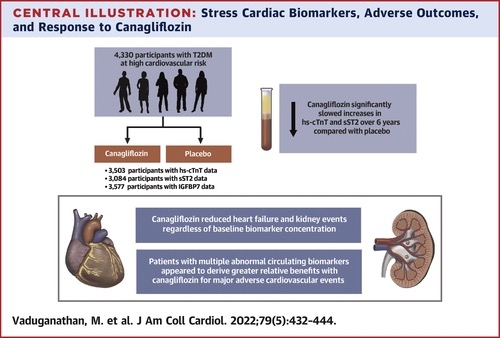 CENTRAL ILLUSTRATION: Stress Cardiac Biomarkers, Adverse Outcomes,
and Response to Canagliflozin
4,330 participants with T2DM
at high cardiovascular risk
Canagliflozin
Placebo
• 3,503 participants with hs-cTnT data
• 3,084 participants with sST2 data
• 3,577 participants with IGFBP7 data
Canagliflozin significantly
slowed increases in
hs-cTnT and sST2 over 6 years
compared with placebo
Canagliflozin reduced heart failure and kidney events
regardless of baseline biomarker concentration
Patients with multiple abnormal circulating biomarkers
appeared to derive greater relative benefits with
canagliflozin for major adverse cardiovascular events
Vaduganathan, M. et al. J Am Coll Cardiol. 2022;79(5):432–444.